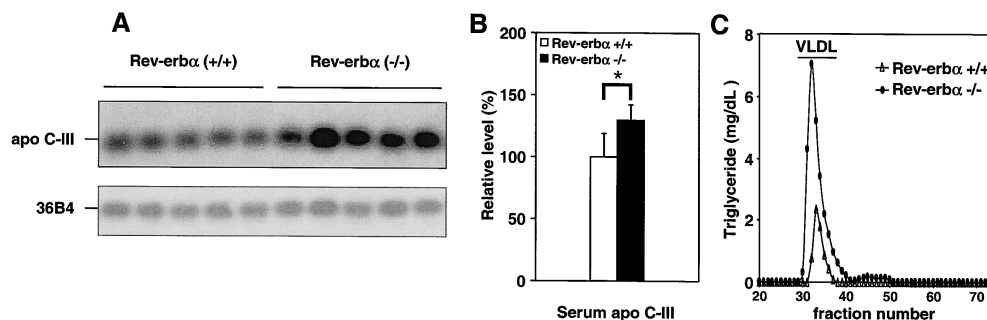 A
Rev-erbα (+/+)
Rev-erbα (-/-)
apo C-III
36B4
B
200
150
100
50
0
Relative level (%)
Rev-erbα +/+
Rev-erbα -/-
*
Serum apo C-III
C
8
6
4
2
0
Triglyceride (mg/dL)
VLDL
Rev-erbα +/+
Rev-erbα -/-
20 30 40 50 60 70
fraction number